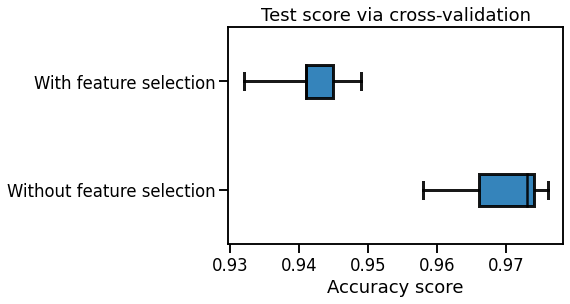 Test score via cross-validation
With feature selection
Without feature selection
0.93 0.94 0.95 0.96 0.97
Accuracy score